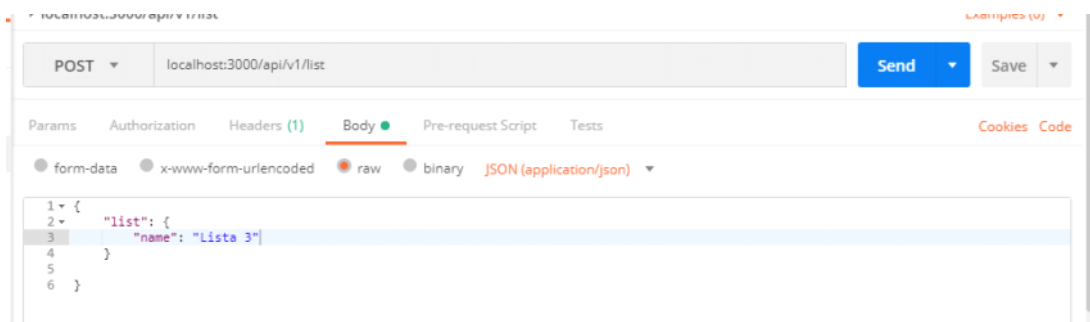 localhost:3000/api/v1/list Examples (0)
POST localhost:3000/api/v1/list Send Save
Params Authorization Headers (1) Body Pre-request Script Tests Cookies Code
form-data x-www-form-urlencoded raw binary JSON (application/json)
1 {
2 "list": {
3 "name": "Lista 3"
4 }
5
6 }